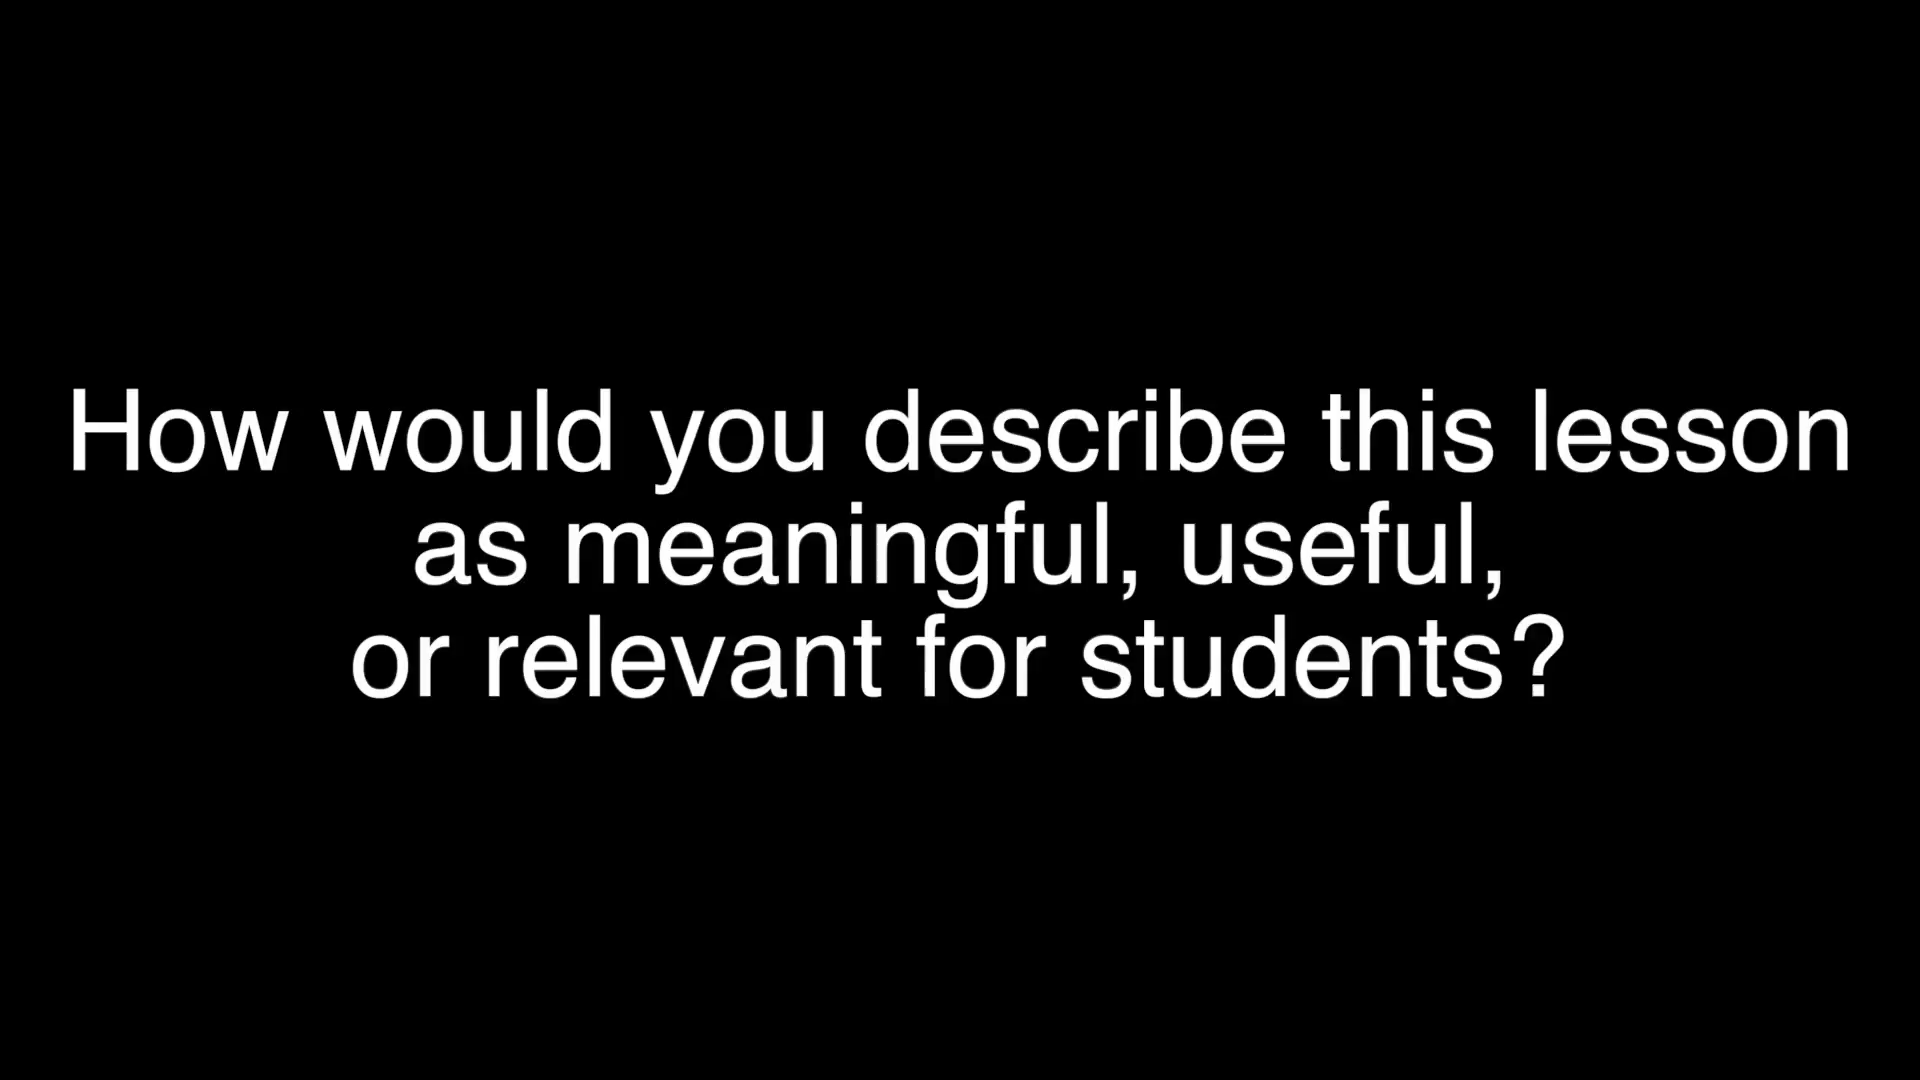 How would you describe this lesson
as meaningful, useful,
or relevant for students?